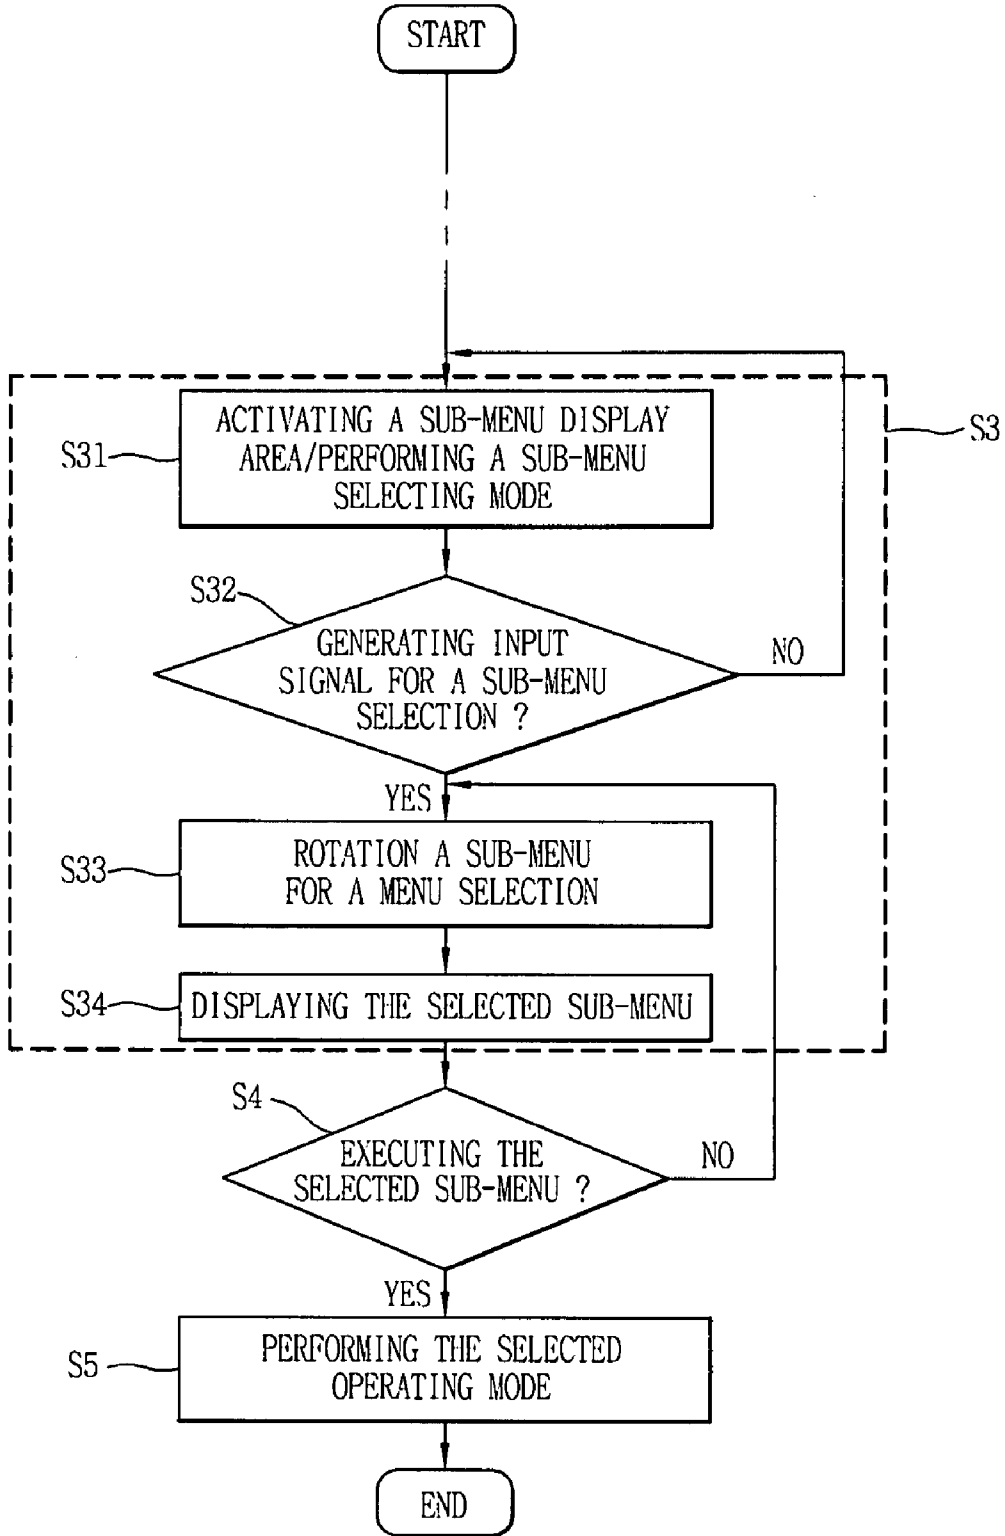 START
ACTIVATING A SUB-MENU DISPLAY
AREA/PERFORMING A SUB-MENU
SELECTING MODE
S31
S3
S32
GENERATING INPUT
SIGNAL FOR A SUB-MENU
SELECTION ?
NO
YES
ROTATION A SUB-MENU
FOR A MENU SELECTION
S33
S34
DISPLAYING THE SELECTED SUB-MENU
S4
EXECUTING THE
SELECTED SUB-MENU ?
NO
YES
PERFORMING THE SELECTED
OPERATING MODE
S5
END